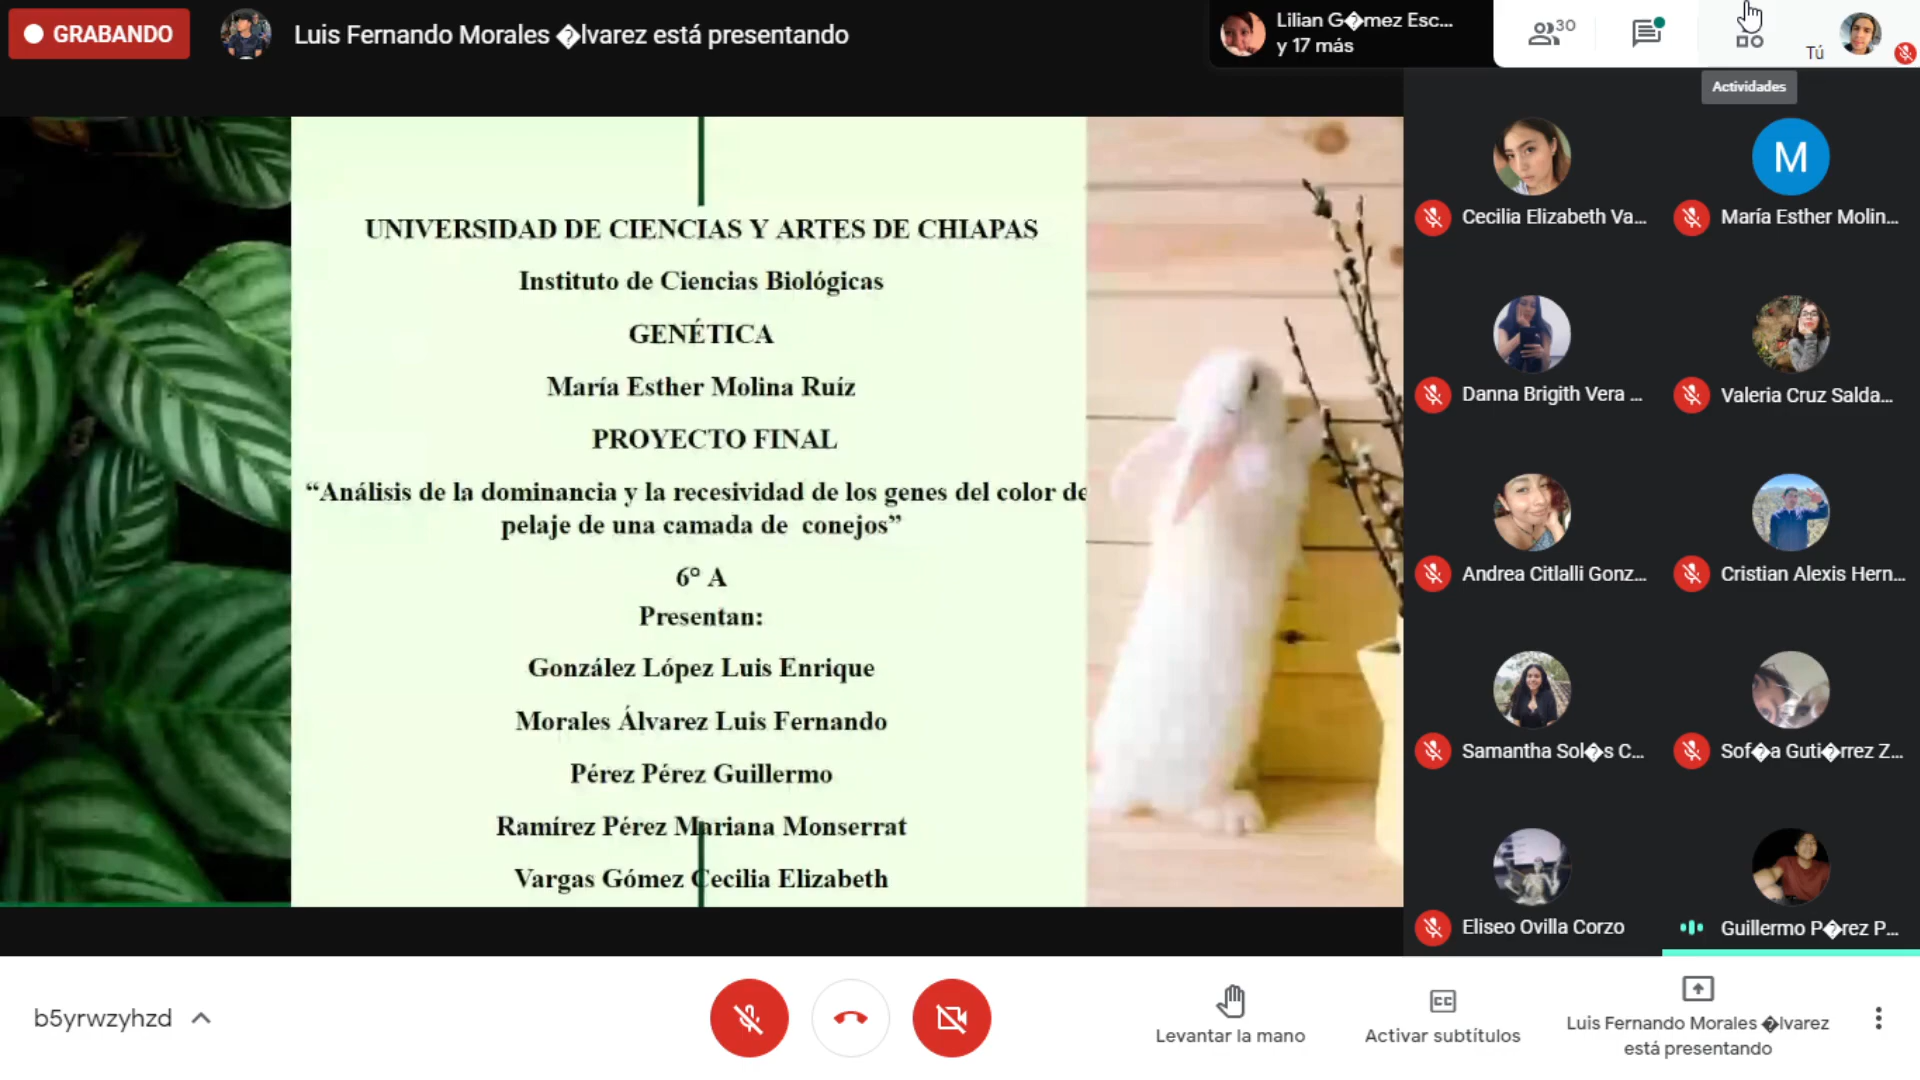 GRABANDO
Luis Fernando Morales �lvarez está presentando
Lilian G�mez Esc...
y 17 más
30
Tú
Actividades
UNIVERSIDAD DE CIENCIAS Y ARTES DE CHIAPAS
Instituto de Ciencias Biológicas
GENÉTICA
María Esther Molina Ruíz
PROYECTO FINAL
“Análisis de la dominancia y la recesividad de los genes del color de
pelaje de una camada de conejos”
6° A
Presentan:
González López Luis Enrique
Morales Álvarez Luis Fernando
Pérez Pérez Guillermo
Ramírez Pérez Mariana Monserrat
Vargas Gómez Cecilia Elizabeth
Cecilia Elizabeth Va...
M
María Esther Molin...
Danna Brigith Vera ...
Valeria Cruz Salda...
Andrea Citlalli Gonz...
Cristian Alexis Hern...
Samantha Sol�s C...
Sof�a Guti�rrez Z...
Eliseo Ovilla Corzo
Guillermo P�rez P...
b5yrwzyhzd
Levantar la mano
CC
Activar subtítulos
Luis Fernando Morales �lvarez
está presentando